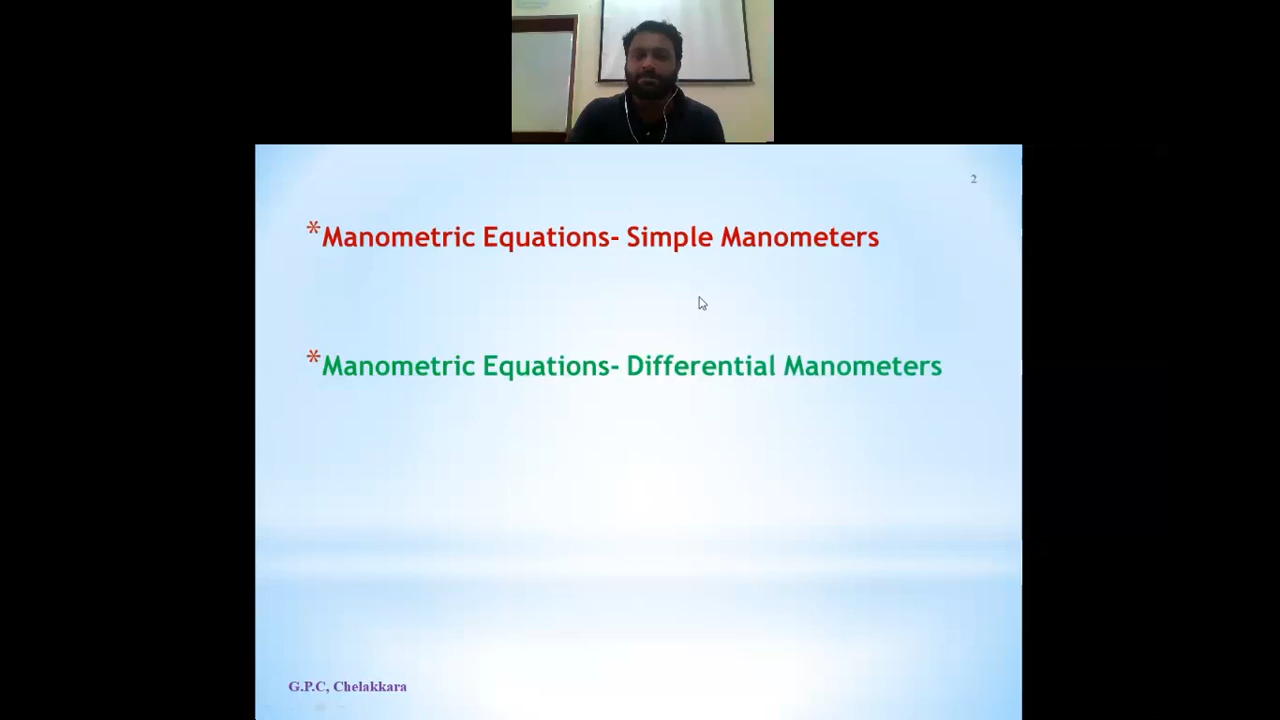 2
*Manometric Equations- Simple Manometers
*Manometric Equations- Differential Manometers
G.P.C, Chelakkara